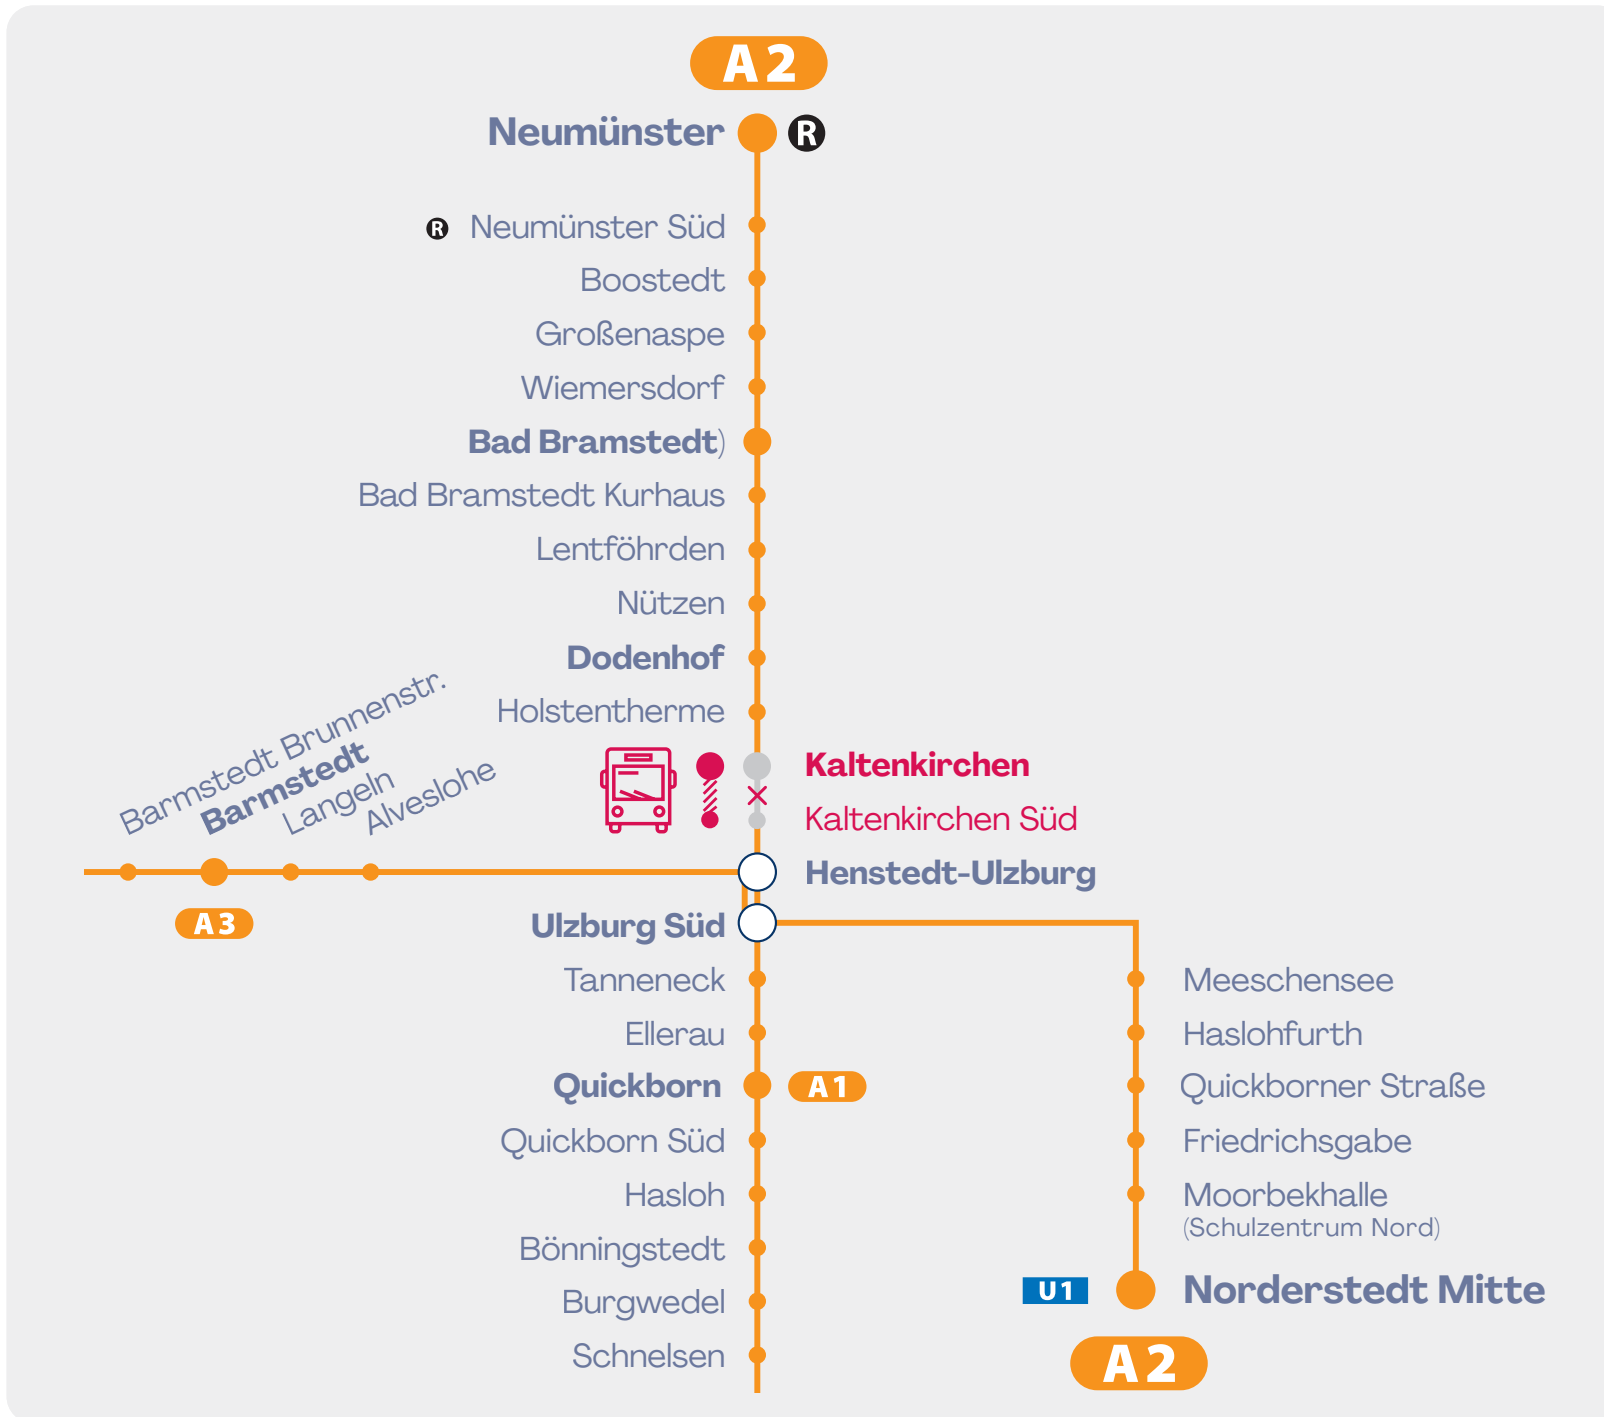 A2
Neumünster R
R Neumünster Süd
Boostedt
Großenaspe
Wiemersdorf
Bad Bramstedt)
Bad Bramstedt Kurhaus
Lentföhrden
Nützen
Dodenhof
Holstentherme
Barmstedt Brunnenstr.
Barmstedt
Langeln
Alveslohe
A3
Kaltenkirchen
Kaltenkirchen Süd
Henstedt-Ulzburg
Ulzburg Süd
Tanneneck
Ellerau
Quickborn A1
Quickborn Süd
Hasloh
Bönningstedt
Burgwedel
Schnelsen
Meeschensee
Haslohfurth
Quickborner Straße
Friedrichsgabe
Moorbekhalle
(Schulzentrum Nord)
U1 Norderstedt Mitte
A2